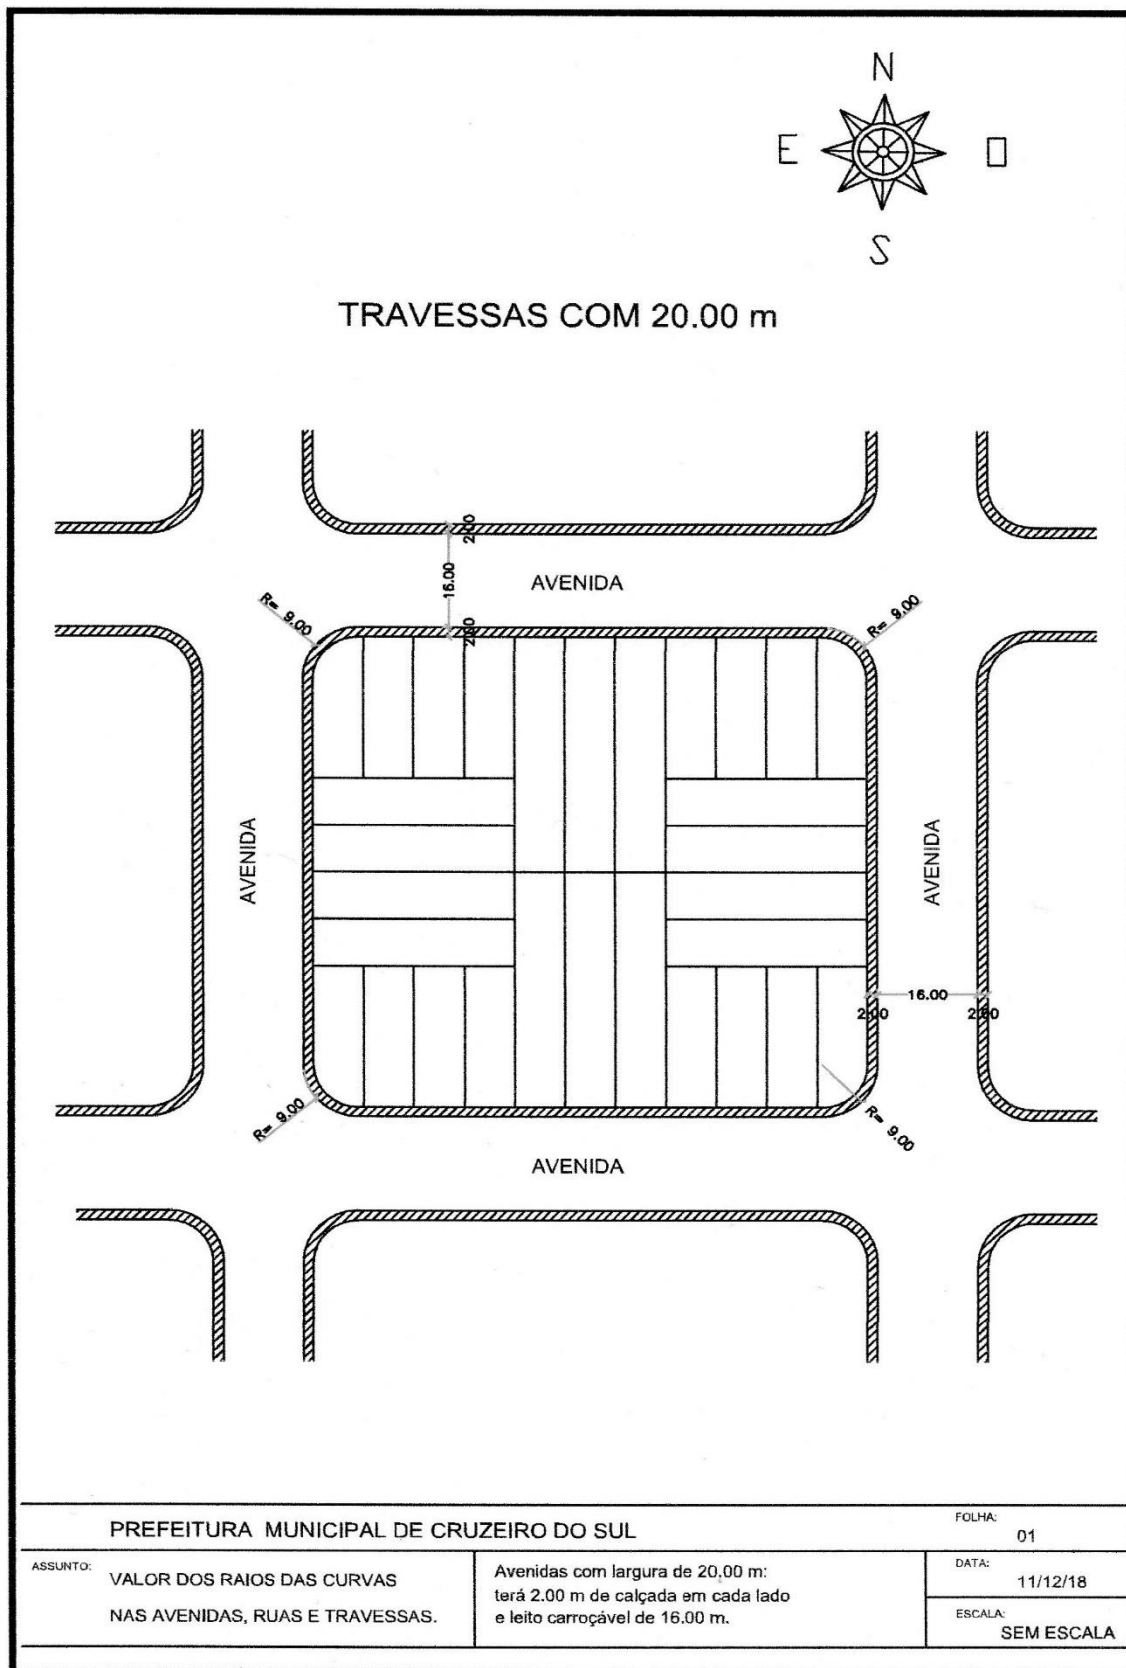 N
E
O
S
TRAVESSAS COM 20.00 m
2.00
16.00
AVENIDA
2.00
R= 9.00
R= 9.00
AVENIDA
AVENIDA
16.00
2.00
2.00
R= 9.00
R= 9.00
AVENIDA
PREFEITURA MUNICIPAL DE CRUZEIRO DO SUL
FOLHA:
01
ASSUNTO:
VALOR DOS RAIOS DAS CURVAS
NAS AVENIDAS, RUAS E TRAVESSAS.
Avenidas com largura de 20.00 m:
terá 2.00 m de calçada em cada lado
e leito carroçável de 16.00 m.
DATA:
11/12/18
ESCALA:
SEM ESCALA